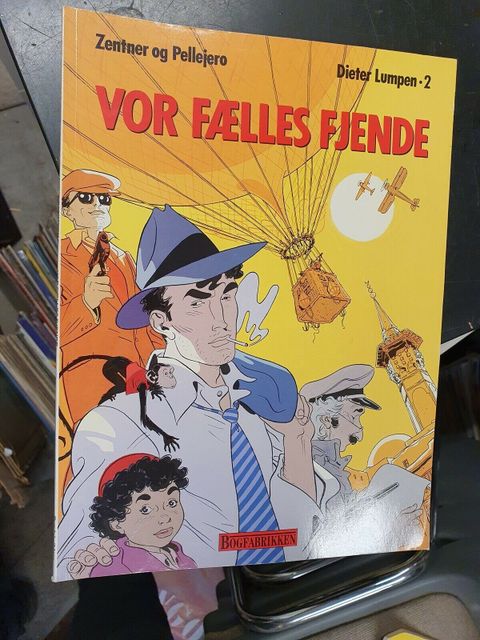 Zentner og Pellejero
Dieter Lumpen · 2
VOR FÆLLES FJENDE
BOGFABRIKKEN